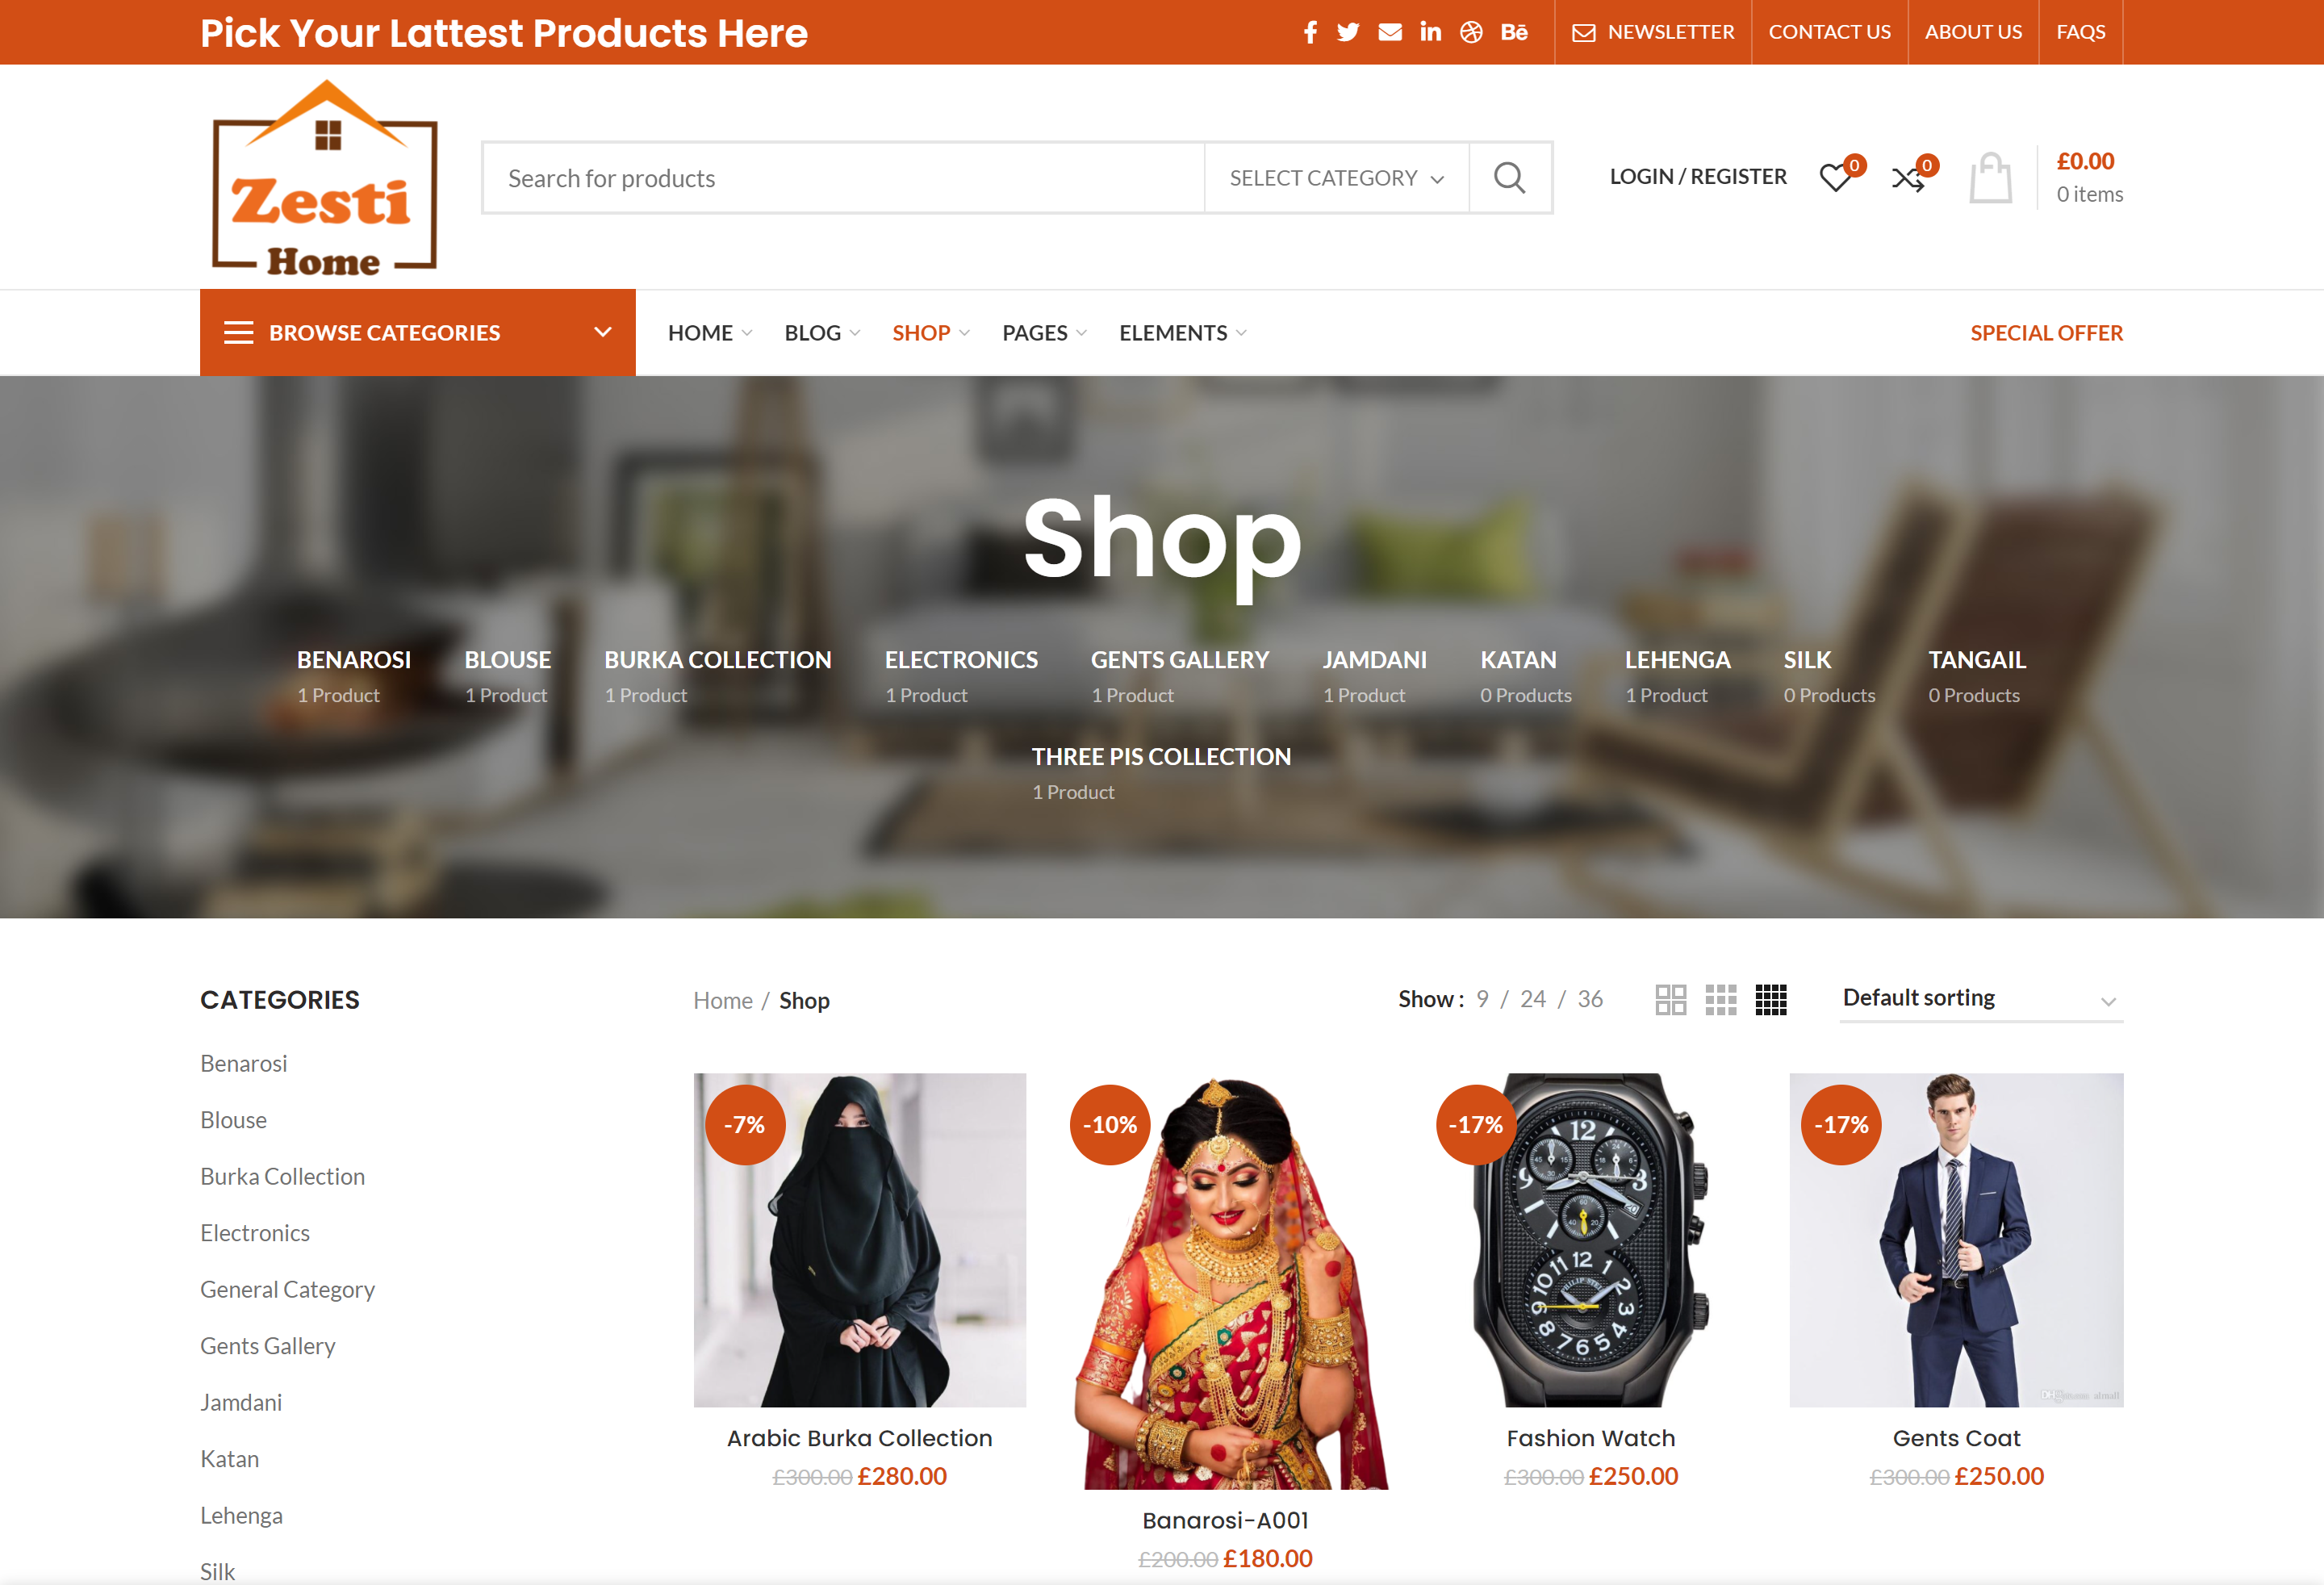 Pick Your Lattest Products Here
NEWSLETTER
CONTACT US
ABOUT US
FAQS
Zesti
Home
Search for products
SELECT CATEGORY
LOGIN / REGISTER
0
0
£0.00
0 items
BROWSE CATEGORIES
HOME
BLOG
SHOP
PAGES
ELEMENTS
SPECIAL OFFER
Shop
BENAROSI
1 Product
BLOUSE
1 Product
BURKA COLLECTION
1 Product
ELECTRONICS
1 Product
GENTS GALLERY
1 Product
JAMDANI
1 Product
KATAN
0 Products
LEHENGA
1 Product
SILK
0 Products
TANGAIL
0 Products
THREE PIS COLLECTION
1 Product
CATEGORIES
Benarosi
Blouse
Burka Collection
Electronics
General Category
Gents Gallery
Jamdani
Katan
Lehenga
Silk
Home / Shop
Show : 9 / 24 / 36
Default sorting
-7%
Arabic Burka Collection
£300.00 £280.00
-10%
Banarosi-A001
£200.00 £180.00
-17%
Fashion Watch
£300.00 £250.00
-17%
Gents Coat
£300.00 £250.00